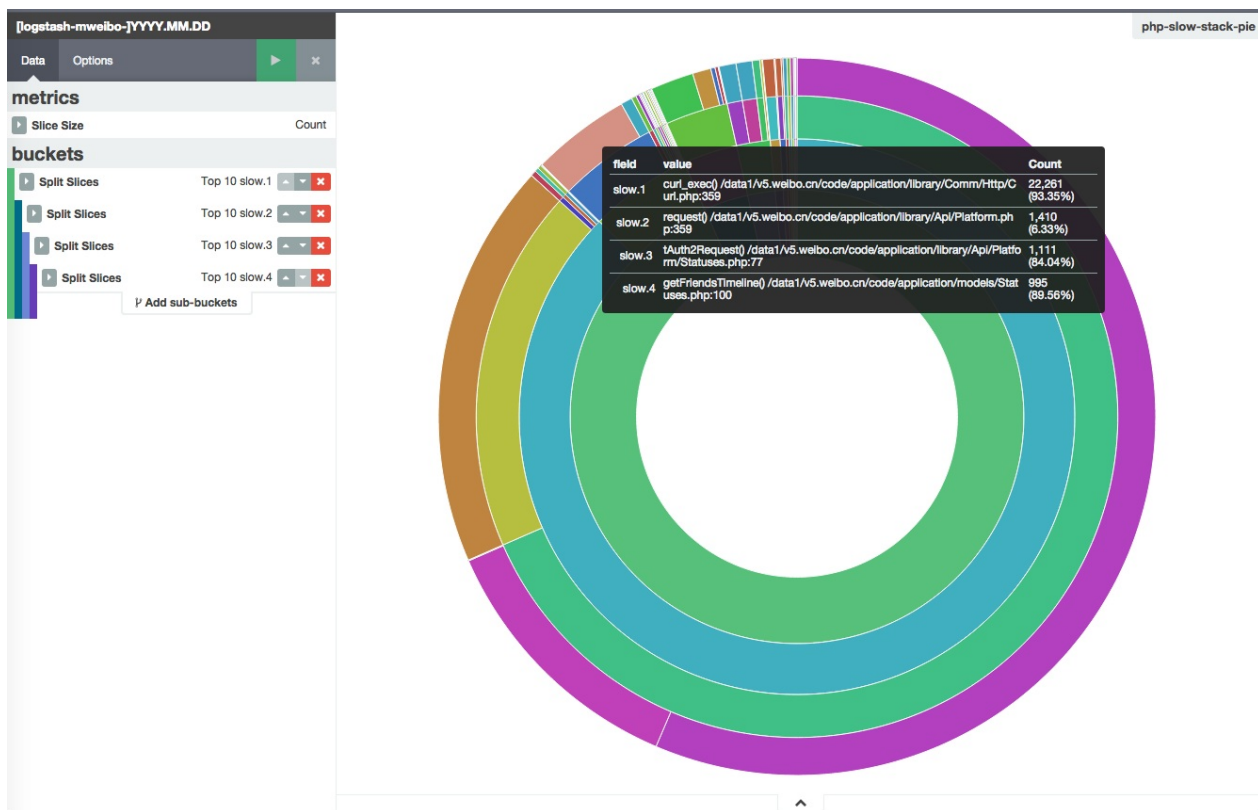 [logstash-mweibo-]YYYY.MM.DD
php-slow-stack-pie
Data Options
metrics
Slice Size Count
buckets
Split Slices Top 10 slow.1
Split Slices Top 10 slow.2
Split Slices Top 10 slow.3
Split Slices Top 10 slow.4
Add sub-buckets
field value Count
slow.1 curl_exec() /data1/v5.weibo.cn/code/application/library/Comm/Http/C 22,261
url.php:359 (93.35%)
slow.2 request() /data1/v5.weibo.cn/code/application/library/Api/Platform.ph 1,410
p:359 (6.33%)
slow.3 tAuth2Request() /data1/v5.weibo.cn/code/application/library/Api/Platfo 1,111
rm/Statuses.php:77 (84.04%)
slow.4 getFriendsTimeline() /data1/v5.weibo.cn/code/application/models/Stat 995
uses.php:100 (89.56%)